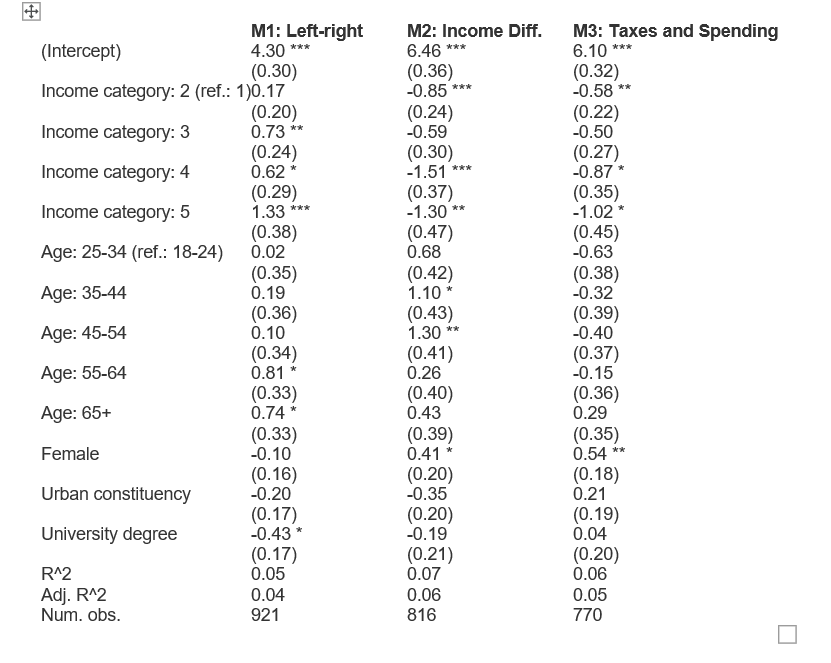 M1: Left-right M2: Income Diff. M3: Taxes and Spending
(Intercept) 4.30 *** 6.46 *** 6.10 ***
(0.30) (0.36) (0.32)
Income category: 2 (ref.: 1)0.17 -0.85 *** -0.58 **
(0.20) (0.24) (0.22)
Income category: 3 0.73 ** -0.59 -0.50
(0.24) (0.30) (0.27)
Income category: 4 0.62 * -1.51 *** -0.87 *
(0.29) (0.37) (0.35)
Income category: 5 1.33 *** -1.30 ** -1.02 *
(0.38) (0.47) (0.45)
Age: 25-34 (ref.: 18-24) 0.02 0.68 -0.63
(0.35) (0.42) (0.38)
Age: 35-44 0.19 1.10 * -0.32
(0.36) (0.43) (0.39)
Age: 45-54 0.10 1.30 ** -0.40
(0.34) (0.41) (0.37)
Age: 55-64 0.81 * 0.26 -0.15
(0.33) (0.40) (0.36)
Age: 65+ 0.74 * 0.43 0.29
(0.33) (0.39) (0.35)
Female -0.10 0.41 * 0.54 **
(0.16) (0.20) (0.18)
Urban constituency -0.20 -0.35 0.21
(0.17) (0.20) (0.19)
University degree -0.43 * -0.19 0.04
(0.17) (0.21) (0.20)
R^2 0.05 0.07 0.06
Adj. R^2 0.04 0.06 0.05
Num. obs. 921 816 770